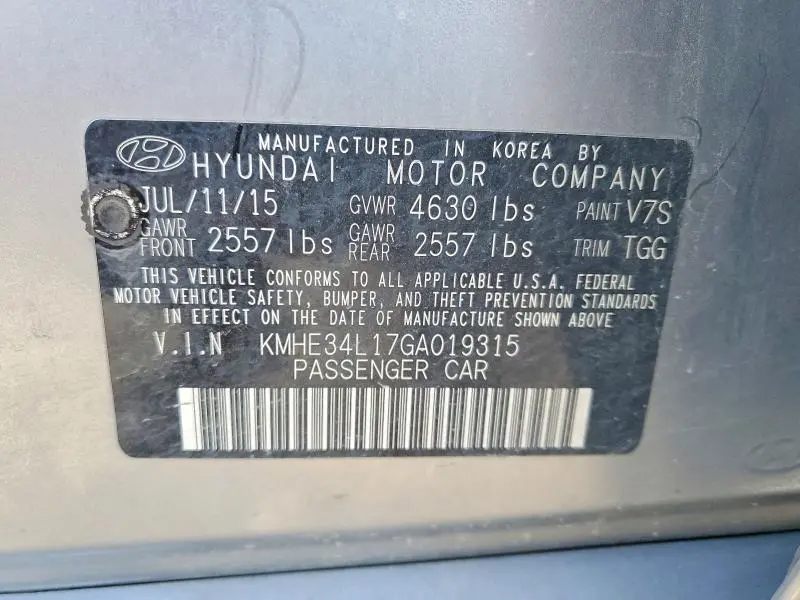 MANUFACTURED IN KOREA BY
HYUNDAI MOTOR COMPANY
JUL/11/15 GVWR 4630 lbs PAINT V7S
GAWR FRONT 2557 lbs GAWR REAR 2557 lbs TRIM TGG
THIS VEHICLE CONFORMS TO ALL APPLICABLE U.S.A. FEDERAL
MOTOR VEHICLE SAFETY, BUMPER, AND THEFT PREVENTION STANDARDS
IN EFFECT ON THE DATE OF MANUFACTURE SHOWN ABOVE
V.I.N KMHE34L17GA019315
PASSENGER CAR